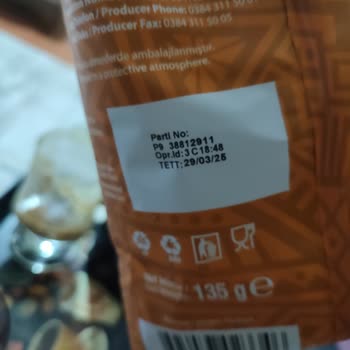 / Producer Phone: 0384 311 50
/ Producer Fax: 0384 311 50 05
ambalajlanmıştır.
protective atmosphere.
Parti No:
P9 38812911
Opr.Id: 3 C 18:48
TETT: 29/03/25
135 g ℮